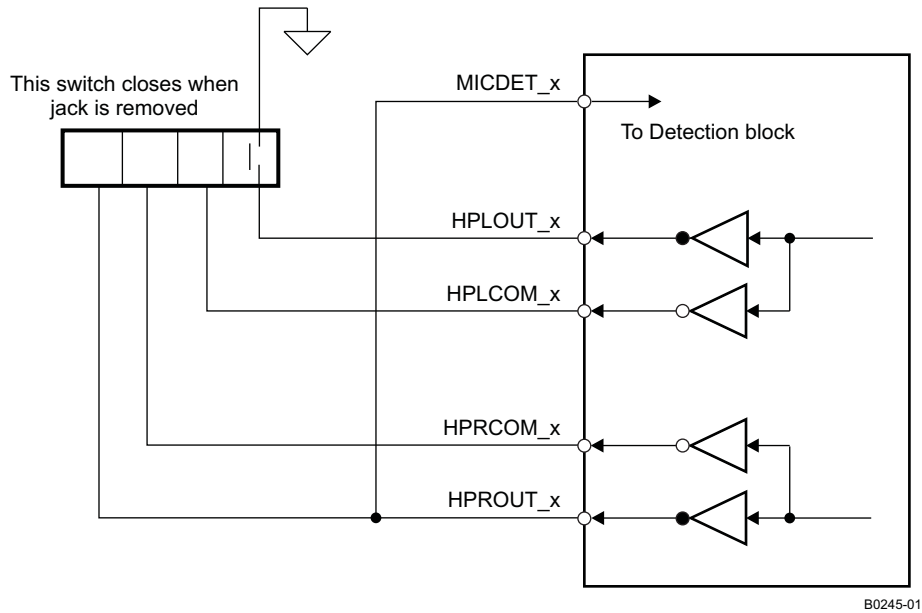 This switch closes when
jack is removed
MICDET_x
To Detection block
HPLOUT_x
HPLCOM_x
HPRCOM_x
HPROUT_x
B0245-01